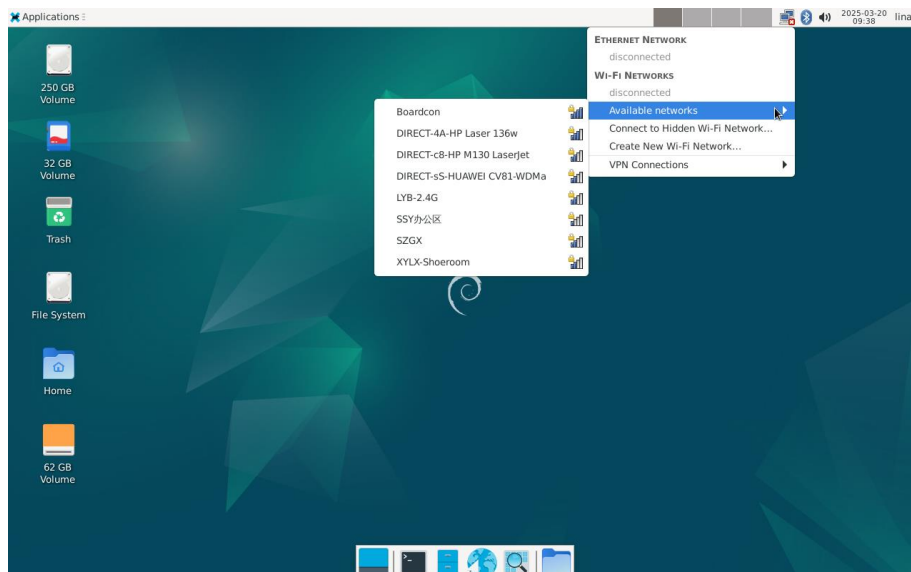 Applications
2025-03-20
09:38
lina
ETHERNET NETWORK
disconnected
WI-FI NETWORKS
disconnected
Available networks
Connect to Hidden Wi-Fi Network...
Create New Wi-Fi Network...
VPN Connections
Boardcon
DIRECT-4A-HP Laser 136w
DIRECT-c8-HP M130 LaserJet
DIRECT-sS-HUAWEI CV81-WDMa
LYB-2.4G
SSY办公区
SZGX
XYLX-Shoeroom
250 GB
Volume
32 GB
Volume
Trash
File System
Home
62 GB
Volume